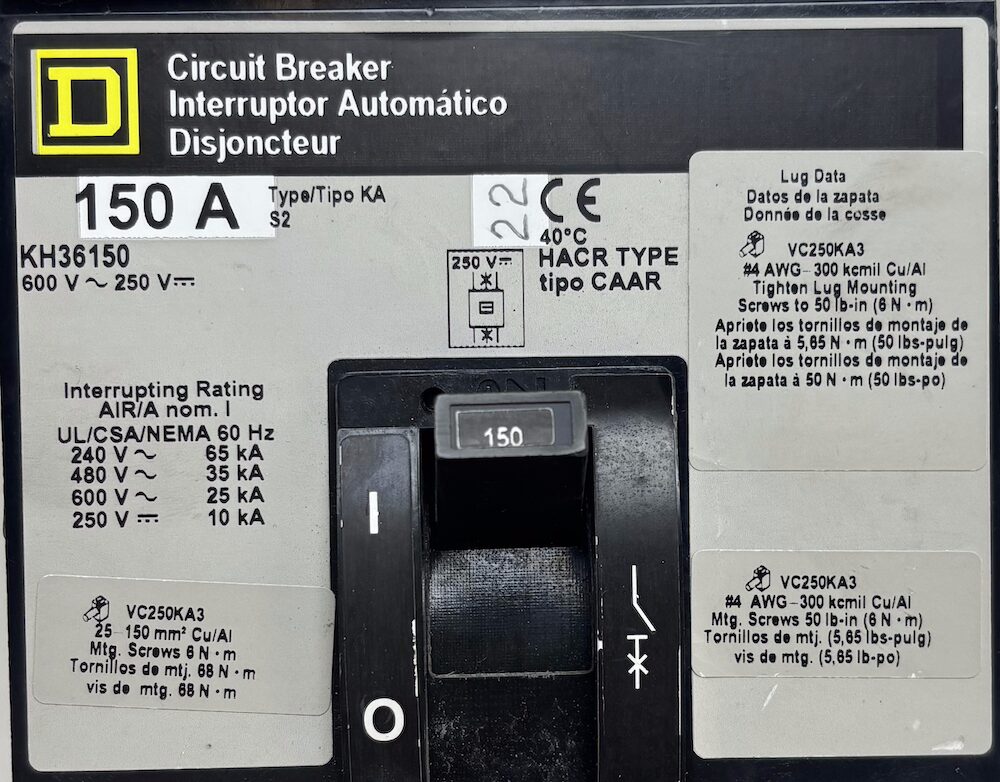 D
Circuit Breaker
Interruptor Automático
Disjoncteur
150 A
Type/Tipo KA
S2
KH36150
600 V ~ 250 V⎓
22
CE
40°C
HACR TYPE
tipo CAAR
250 V⎓
Lug Data
Datos de la zapata
Donnée de la cosse
VC250KA3
#4 AWG–300 kcmil Cu/Al
Tighten Lug Mounting
Screws to 50 lb-in (6 N·m)
Apriete los tornillos de montaje de
la zapata à 5,65 N·m (50 lbs-pulg)
Apriete los tornillos de montaje de
la zapata à 50 N·m (50 lbs-po)
Interrupting Rating
AIR/A nom. I
UL/CSA/NEMA 60 Hz
240 V ~ 65 kA
480 V ~ 35 kA
600 V ~ 25 kA
250 V ⎓ 10 kA
150
I
O
VC250KA3
25–150 mm² Cu/Al
Mtg. Screws 6 N·m
Tornillos de mtj. 68 N·m
vis de mtg. 68 N·m
VC250KA3
#4 AWG–300 kcmil Cu/Al
Mtg. Screws 50 lb-in (6 N·m)
Tornillos de mtj. (5,65 lbs-pulg)
vis de mtg. (5,65 lb-po)